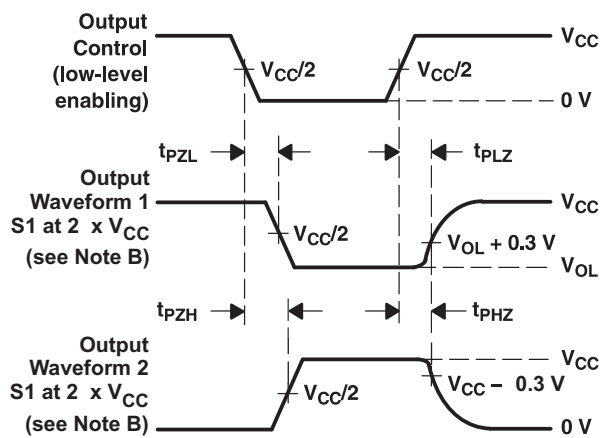 Output
Control
(low-level
enabling)
V_CC/2
V_CC/2
V_CC
0 V
t_PZL
t_PLZ
Output
Waveform 1
S1 at 2 x V_CC
(see Note B)
V_CC/2
V_CC
V_OL + 0.3 V
V_OL
t_PZH
t_PHZ
Output
Waveform 2
S1 at 2 x V_CC
(see Note B)
V_CC/2
V_CC
V_CC – 0.3 V
0 V